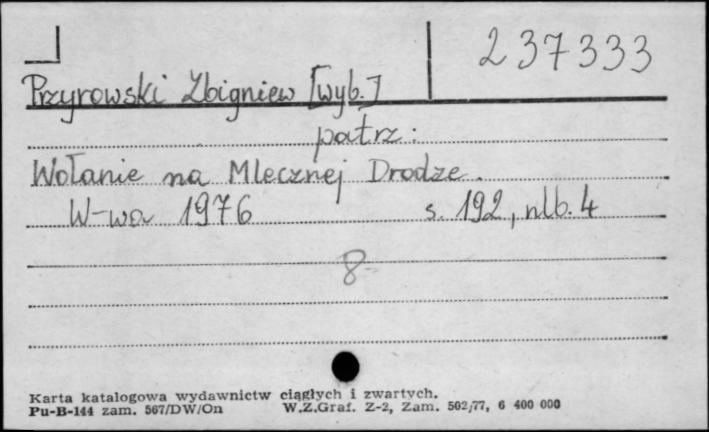 237333
Przyrowski Zbigniew [wyb.]
patrz:
Wołanie na Mlecznej Drodze.
W-wa 1976 s. 192, nlb. 4
8
Karta katalogowa wydawnictw ciągłych i zwartych.
Pu-B-144 zam. 567/DW/On W.Z.Graf. Z-2, Zam. 502/77, 6 400 000